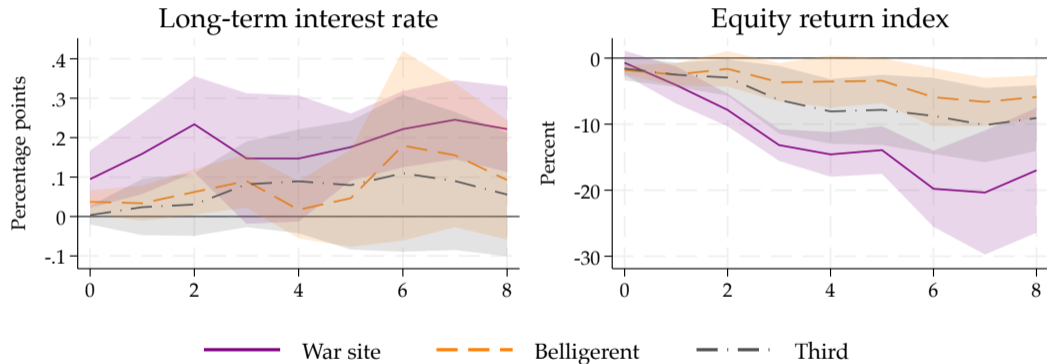 Long-term interest rate
Percentage points
.4
.3
.2
.1
0
-.1
0 2 4 6 8
Equity return index
Percent
0
-10
-20
-30
0 2 4 6 8
War site Belligerent Third